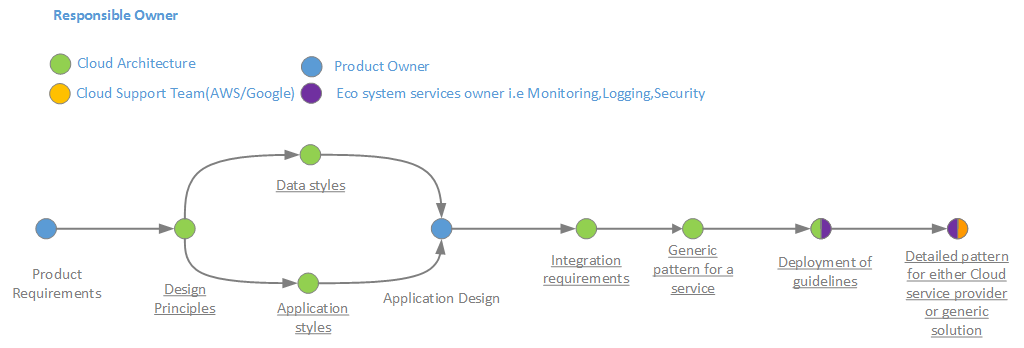 Responsible Owner
Cloud Architecture
Product Owner
Cloud Support Team(AWS/Google)
Eco system services owner i.e Monitoring,Logging,Security
Data styles
Product
Requirements
Design
Principles
Application
styles
Application Design
Integration
requirements
Generic
pattern for a
service
Deployment of
guidelines
Detailed pattern
for either Cloud
service provider
or generic
solution